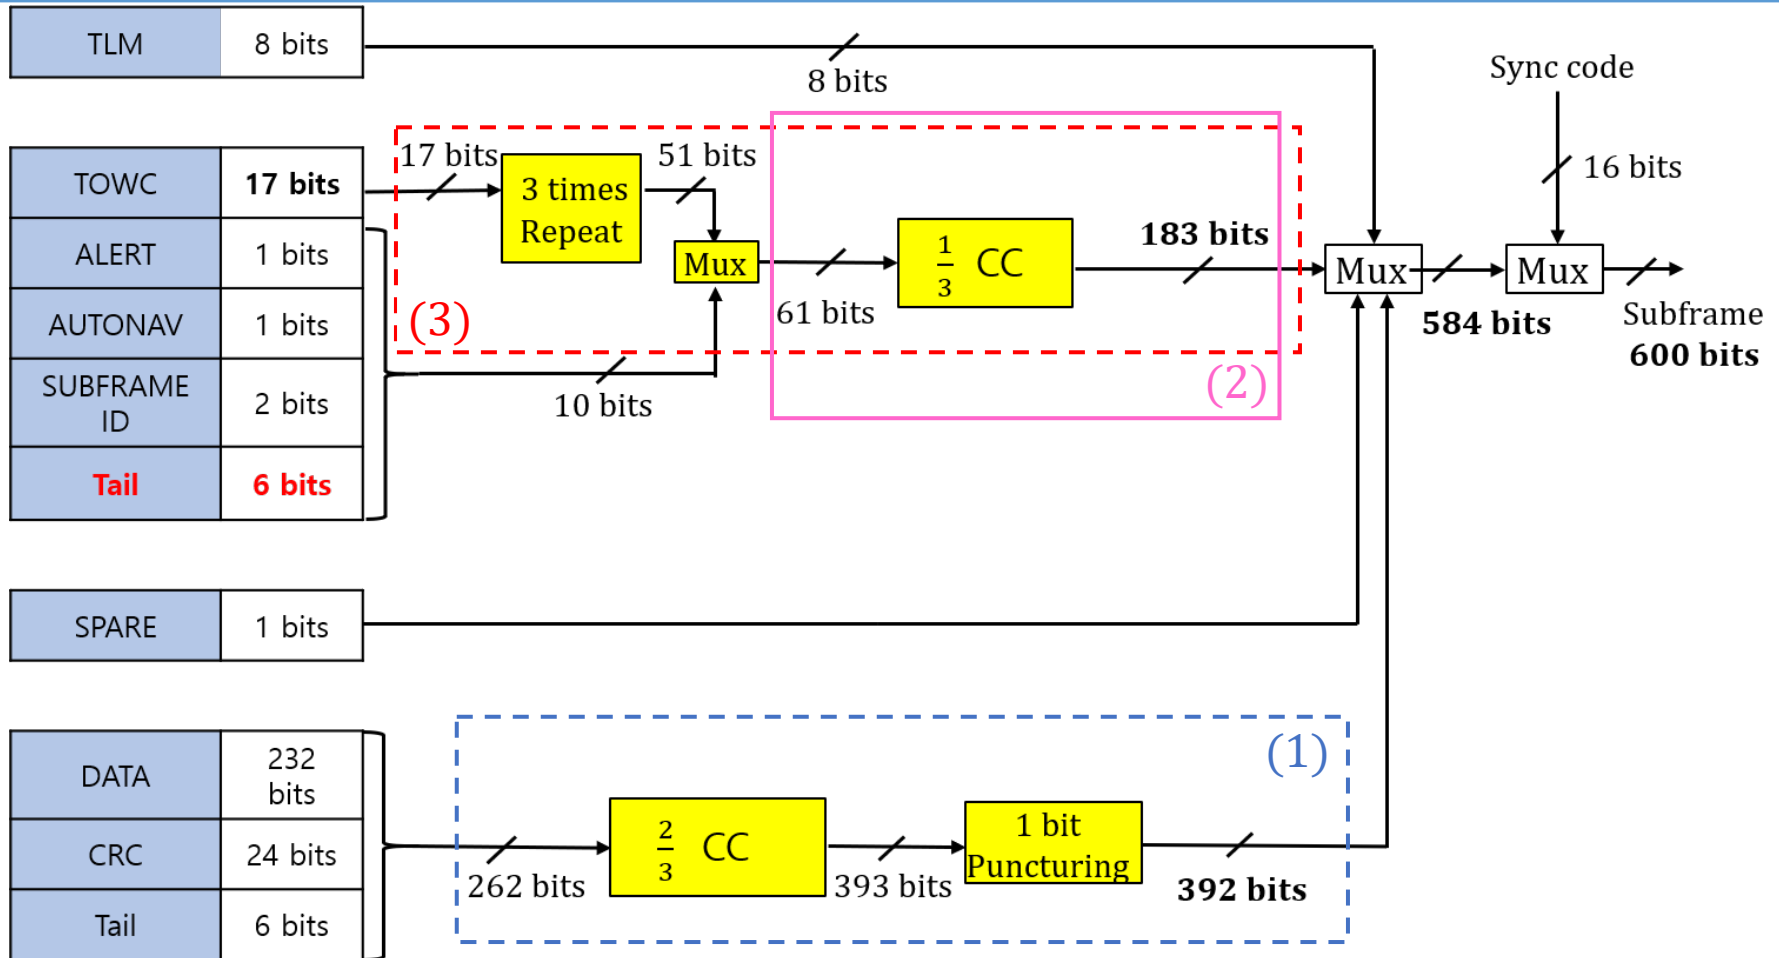 TLM 8 bits
8 bits
Sync code
16 bits
TOWC 17 bits
ALERT 1 bits
AUTONAV 1 bits
SUBFRAME
ID
2 bits
Tail 6 bits
17 bits
3 times
Repeat
51 bits
Mux
10 bits
(3)
61 bits
1
3
CC
183 bits
(2)
Mux
584 bits
Mux
Subframe
600 bits
SPARE 1 bits
DATA
232
bits
CRC 24 bits
Tail 6 bits
(1)
262 bits
2
3
CC
393 bits
1 bit
Puncturing
392 bits